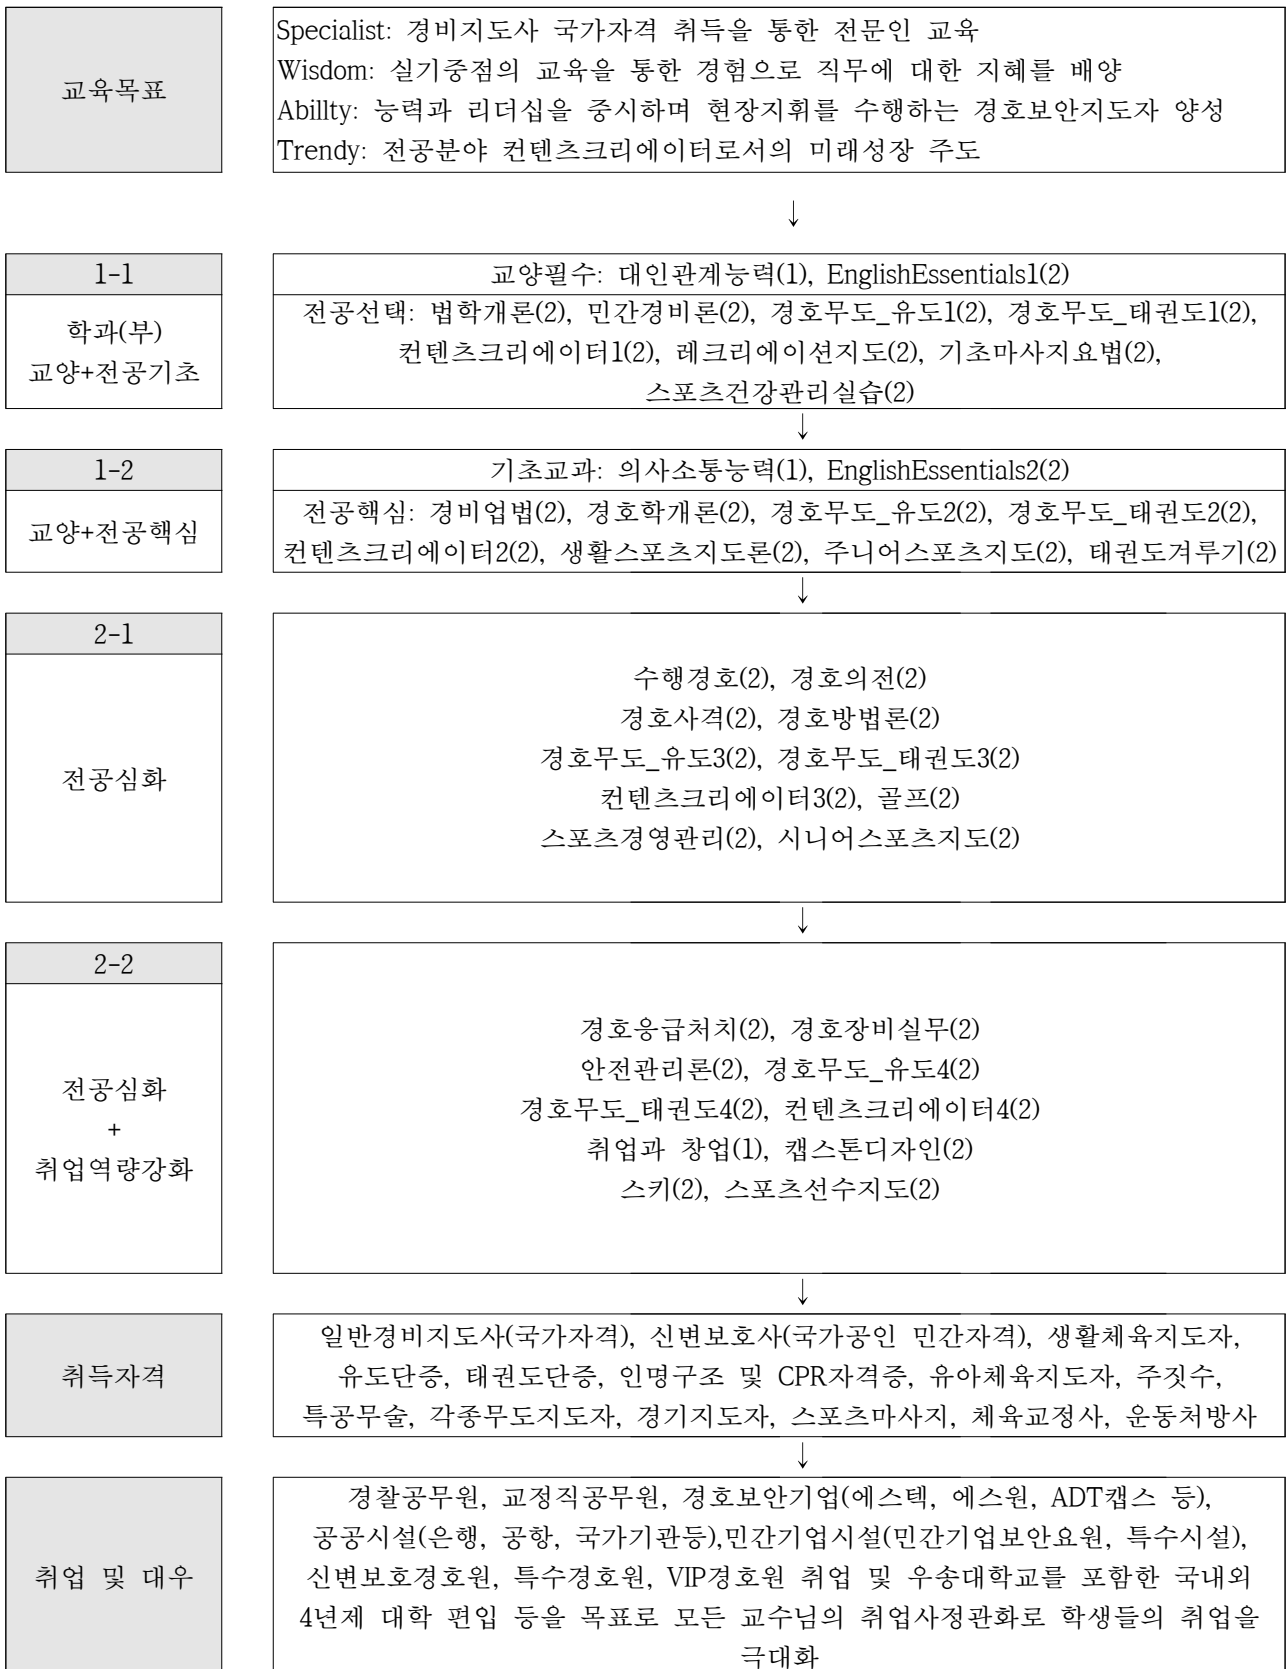 교육목표
Specialist: 경비지도사 국가자격 취득을 통한 전문인 교육
Wisdom: 실기중점의 교육을 통한 경험으로 직무에 대한 지혜를 배양
Abillty: 능력과 리더십을 중시하며 현장지휘를 수행하는 경호보안지도자 양성
Trendy: 전공분야 컨텐츠크리에이터로서의 미래성장 주도
↓
1-1
교양필수: 대인관계능력(1), EnglishEssentials1(2)
학과(부)
교양+전공기초
전공선택: 법학개론(2), 민간경비론(2), 경호무도_유도1(2), 경호무도_태권도1(2),
컨텐츠크리에이터1(2), 레크리에이션지도(2), 기초마사지요법(2),
스포츠건강관리실습(2)
↓
1-2
기초교과: 의사소통능력(1), EnglishEssentials2(2)
교양+전공핵심
전공핵심: 경비업법(2), 경호학개론(2), 경호무도_유도2(2), 경호무도_태권도2(2),
컨텐츠크리에이터2(2), 생활스포츠지도론(2), 주니어스포츠지도(2), 태권도겨루기(2)
↓
2-1
전공심화
수행경호(2), 경호의전(2)
경호사격(2), 경호방법론(2)
경호무도_유도3(2), 경호무도_태권도3(2)
컨텐츠크리에이터3(2), 골프(2)
스포츠경영관리(2), 시니어스포츠지도(2)
↓
2-2
전공심화
+
취업역량강화
경호응급처치(2), 경호장비실무(2)
안전관리론(2), 경호무도_유도4(2)
경호무도_태권도4(2), 컨텐츠크리에이터4(2)
취업과 창업(1), 캡스톤디자인(2)
스키(2), 스포츠선수지도(2)
↓
취득자격
일반경비지도사(국가자격), 신변보호사(국가공인 민간자격), 생활체육지도자,
유도단증, 태권도단증, 인명구조 및 CPR자격증, 유아체육지도자, 주짓수,
특공무술, 각종무도지도자, 경기지도자, 스포츠마사지, 체육교정사, 운동처방사
↓
취업 및 대우
경찰공무원, 교정직공무원, 경호보안기업(에스텍, 에스원, ADT캡스 등),
공공시설(은행, 공항, 국가기관등),민간기업시설(민간기업보안요원, 특수시설),
신변보호경호원, 특수경호원, VIP경호원 취업 및 우송대학교를 포함한 국내외
4년제 대학 편입 등을 목표로 모든 교수님의 취업사정관화로 학생들의 취업을
극대화